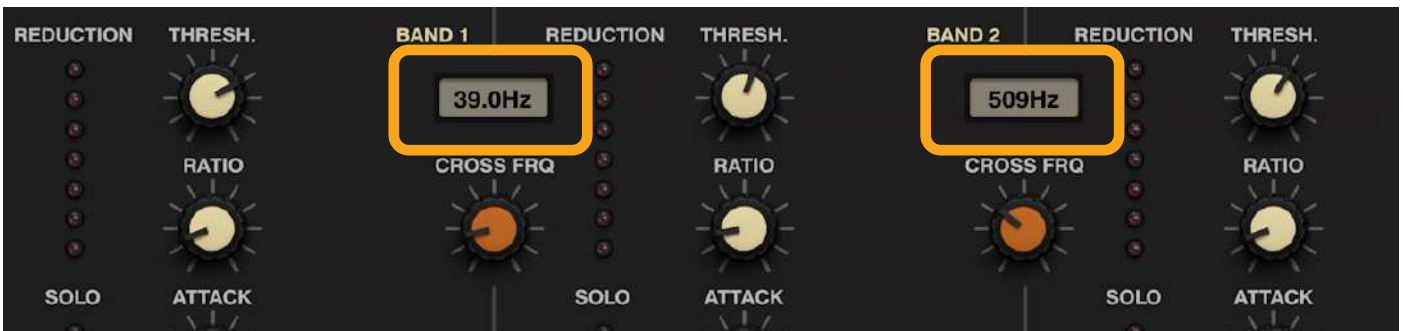 REDUCTION THRESH. BAND 1 REDUCTION THRESH. BAND 2 REDUCTION THRESH.
39.0Hz 509Hz
RATIO CROSS FRQ RATIO CROSS FRQ RATIO
SOLO ATTACK SOLO ATTACK SOLO ATTACK